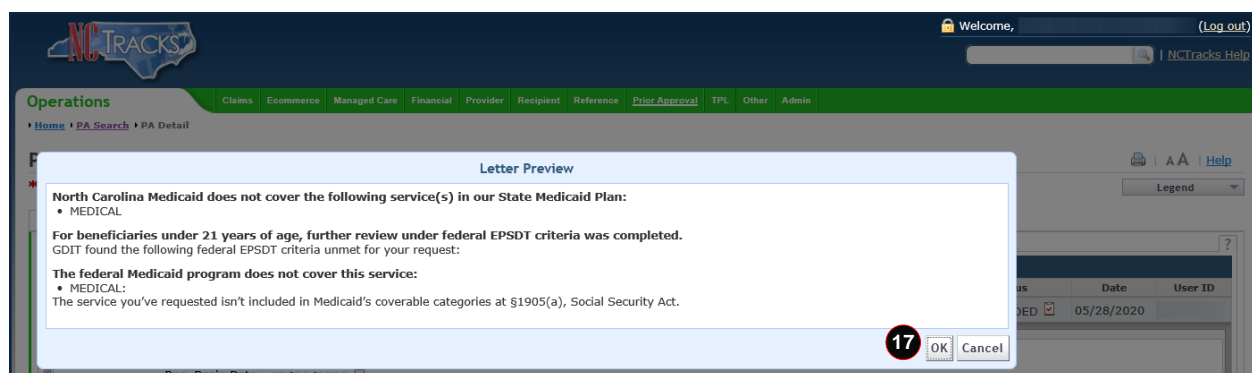 Welcome, (Log out)
NCTRACKS
NCTracks Help
Operations Claims Ecommerce Managed Care Financial Provider Recipient Reference Prior Approval TPL Other Admin
Home PA Search PA Detail
P
A A Help
* Legend
Letter Preview
North Carolina Medicaid does not cover the following service(s) in our State Medicaid Plan:
• MEDICAL
For beneficiaries under 21 years of age, further review under federal EPSDT criteria was completed.
GDIT found the following federal EPSDT criteria unmet for your request:
The federal Medicaid program does not cover this service:
• MEDICAL:
The service you've requested isn't included in Medicaid's coverable categories at §1905(a), Social Security Act.
?
us Date User ID
DED 05/28/2020
17 OK Cancel